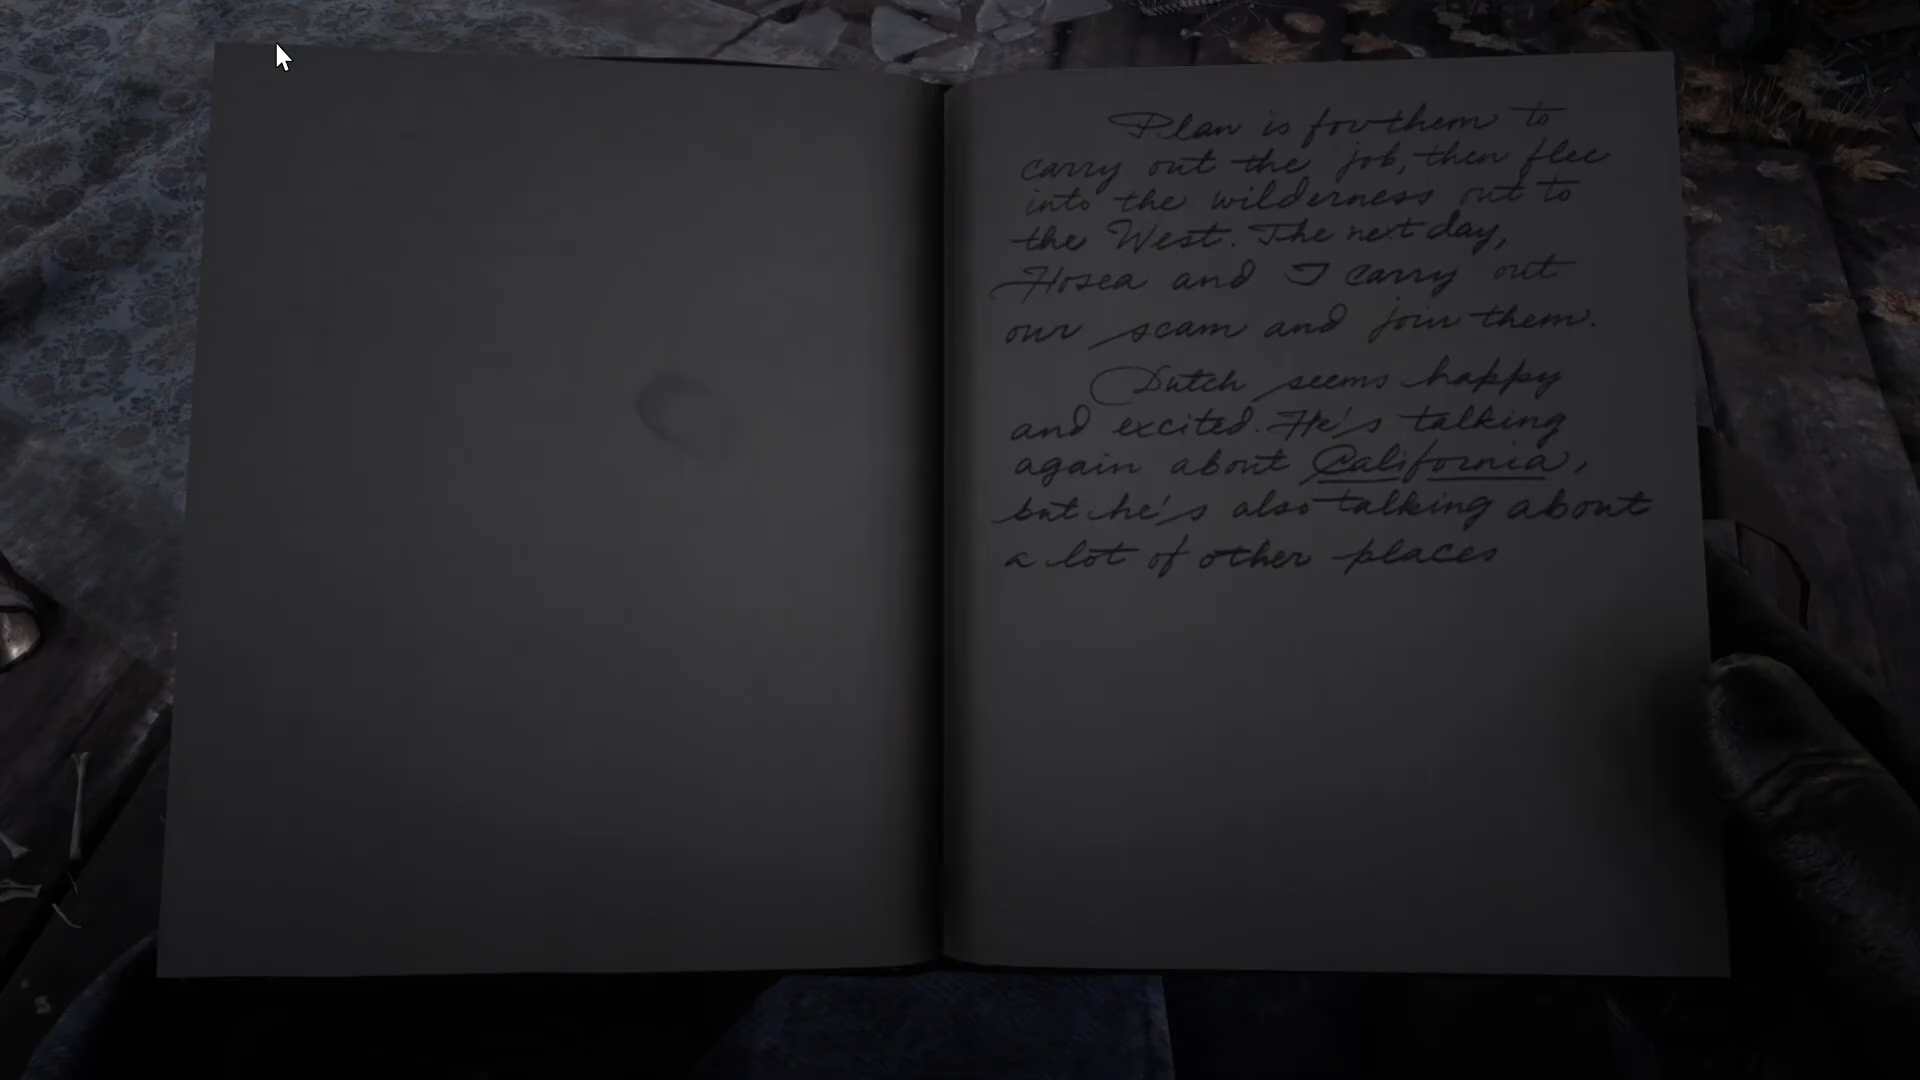 Plan is for them to
carry out the job, then flee
into the wilderness out to
the West. The next day,
Hosea and I carry out
our scam and join them.
Dutch seems happy
and excited. He's talking
again about California,
but he's also talking about
a lot of other places